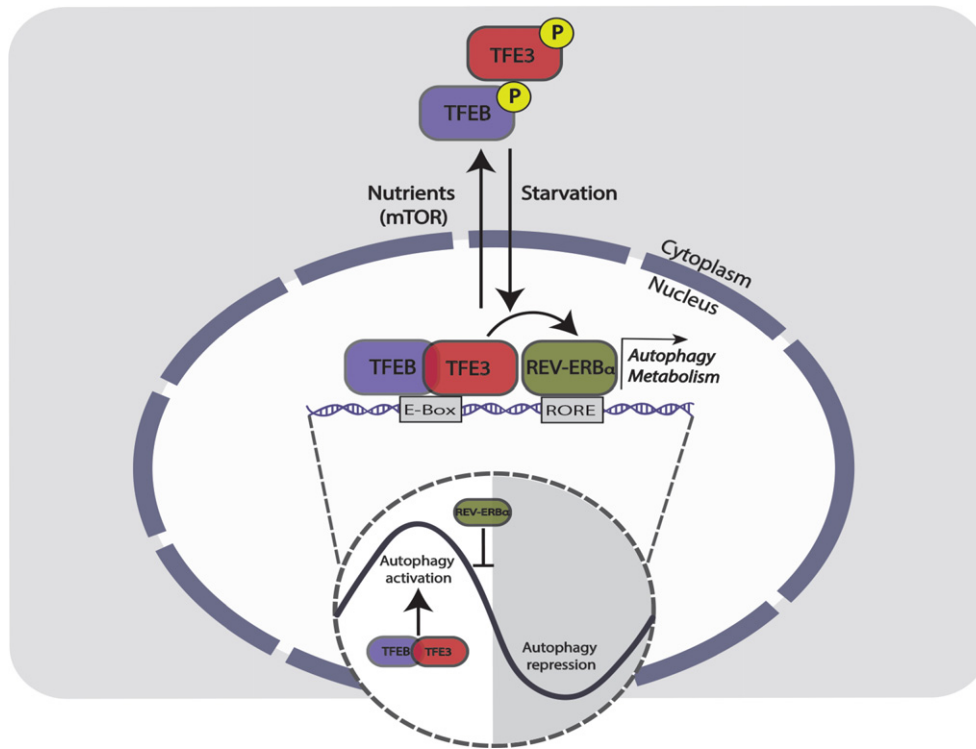 P
TFE3
P
TFEB
Nutrients
(mTOR)
Starvation
Cytoplasm
Nucleus
TFEB
TFE3
REV-ERBα
Autophagy
Metabolism
E-Box
RORE
REV-ERBα
Autophagy
activation
TFEB
TFE3
Autophagy
repression